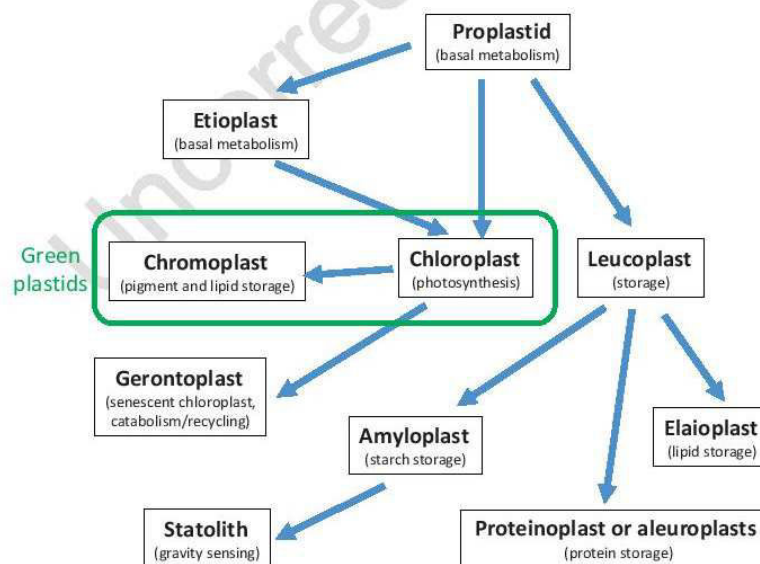 Proplastid
(basal metabolism)
Etioplast
(basal metabolism)
Green
plastids
Chromoplast
(pigment and lipid storage)
Chloroplast
(photosynthesis)
Leucoplast
(storage)
Gerontoplast
(senescent chloroplast,
catabolism/recycling)
Amyloplast
(starch storage)
Elaioplast
(lipid storage)
Statolith
(gravity sensing)
Proteinoplast or aleuroplasts
(protein storage)
Uncorrec